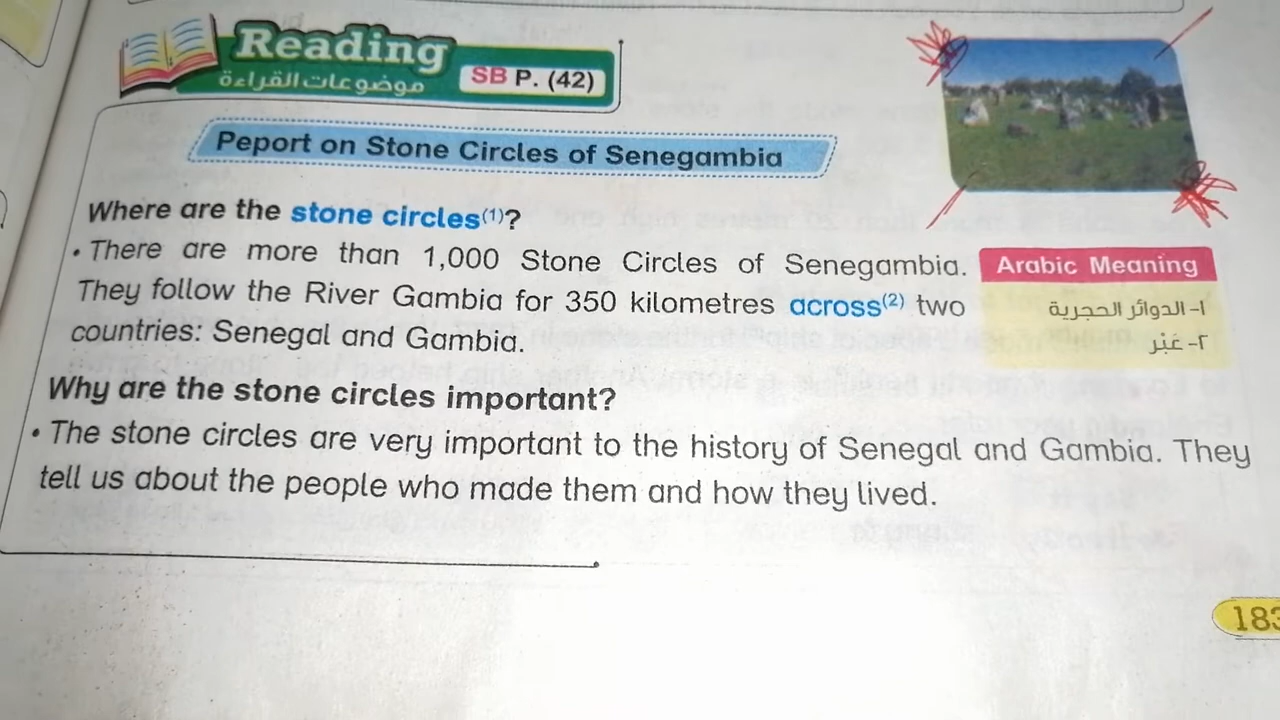 Reading
موضوعات القراءة
SB P. (42)
Peport on Stone Circles of Senegambia
Where are the stone circles(1)?
• There are more than 1,000 Stone Circles of Senegambia.
They follow the River Gambia for 350 kilometres across(2) two
countries: Senegal and Gambia.
Arabic Meaning
١- الدوائر الحجرية
٢- عَبْر
Why are the stone circles important?
• The stone circles are very important to the history of Senegal and Gambia. They
tell us about the people who made them and how they lived.
183